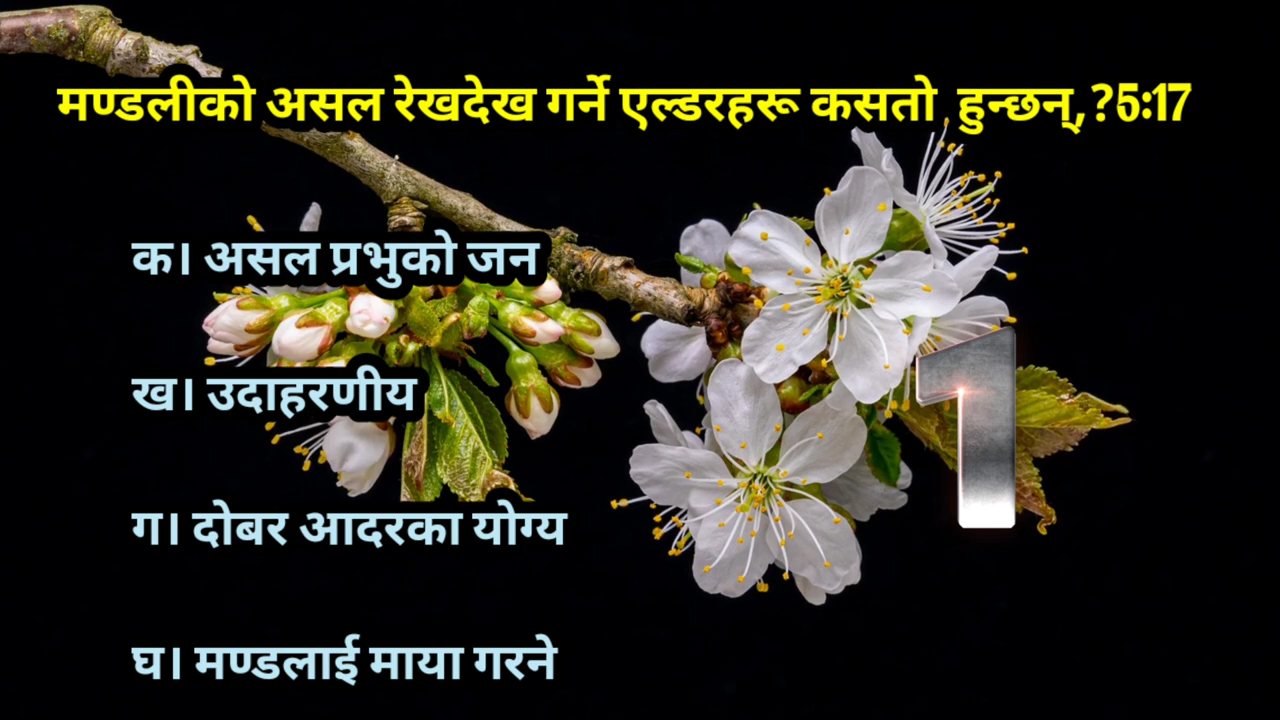 मण्डलीको असल रेखदेख गर्ने एल्डरहरू कसतो हुन्छन्,?5:17
क। असल प्रभुको जन
ख। उदाहरणीय
1
ग। दोबर आदरका योग्य
घ। मण्डलाई माया गरने